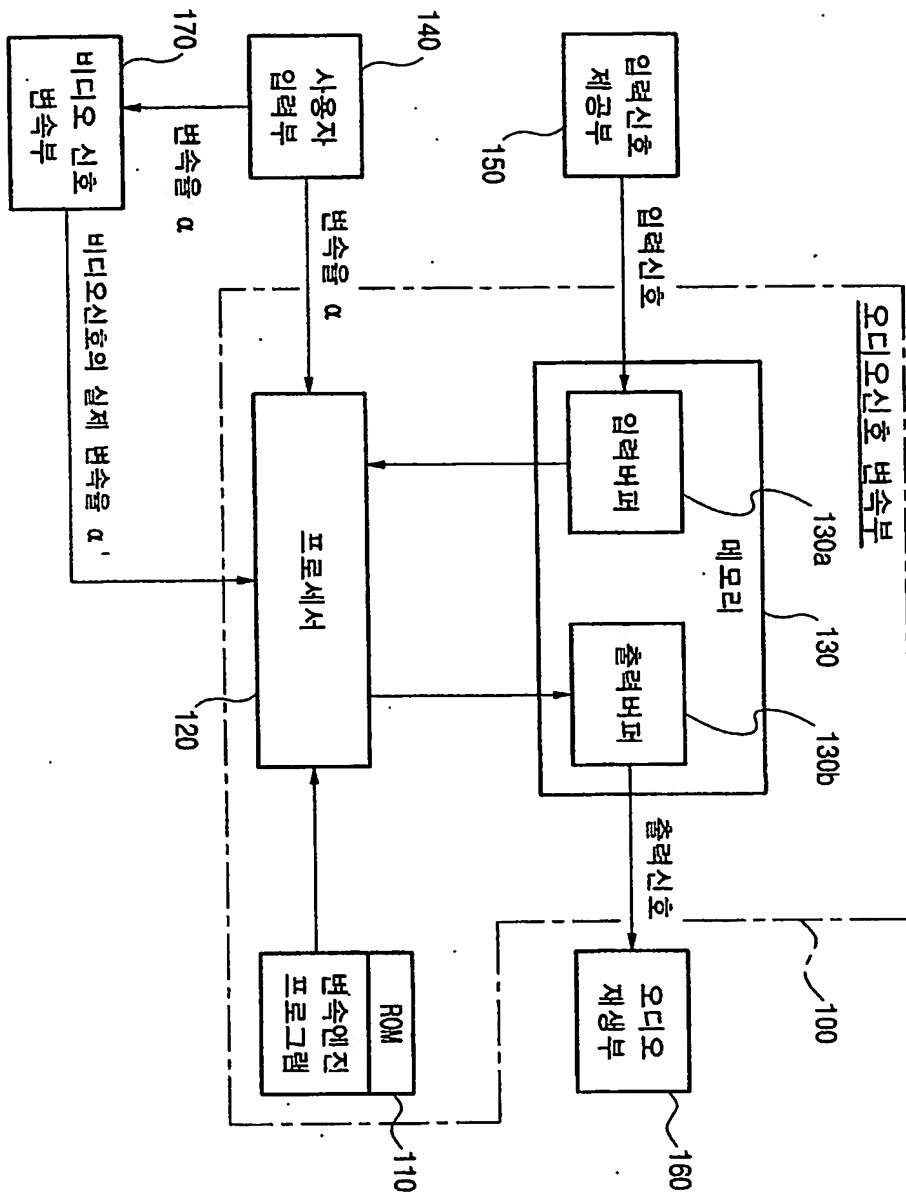 오디오신호 변속부
100
입력신호
제공부
150
입력신호
입력버퍼
130a
메모리
130
출력버퍼
130b
출력신호
오디오
재생부
160
사용자
입력부
140
변속율 α
변속율 α
프로세서
120
ROM
변속엔진
프로그램
110
비디오 신호
변속부
170
비디오신호의 실제 변속율 α'